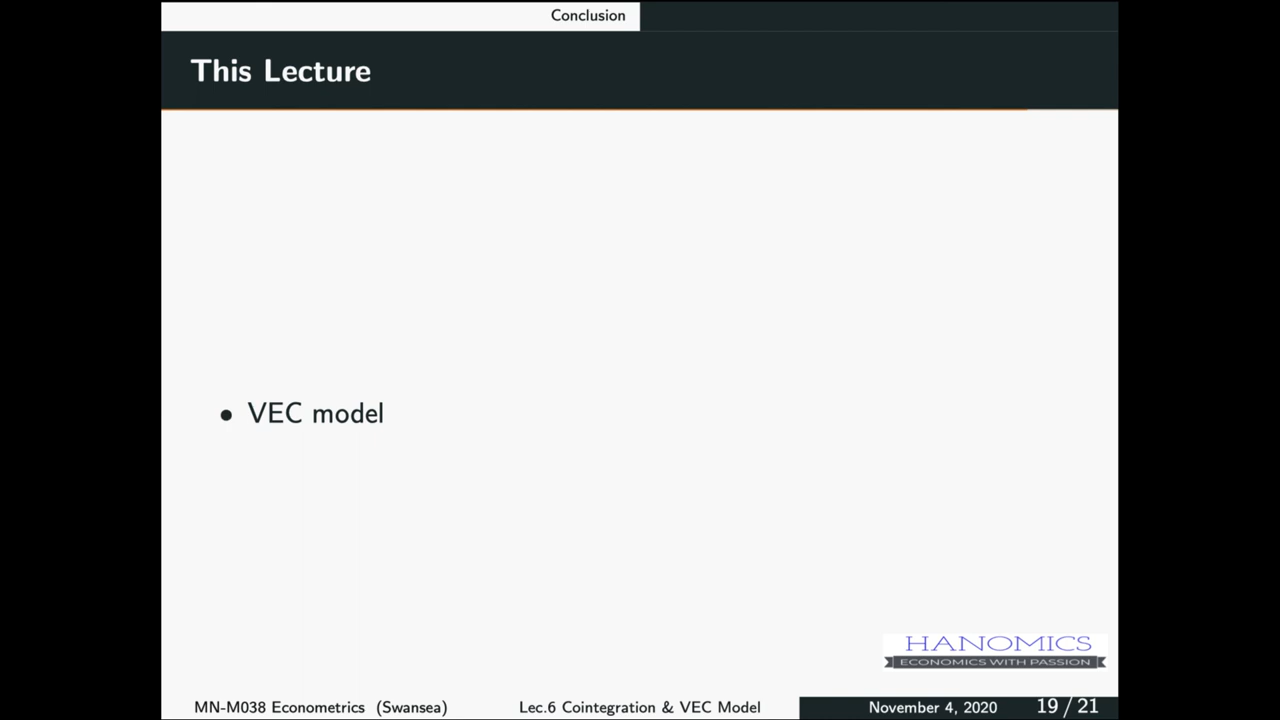 Conclusion
This Lecture
• VEC model
HANOMICS
ECONOMICS WITH PASSION
MN-M038 Econometrics (Swansea) Lec.6 Cointegration & VEC Model November 4, 2020 19 / 21